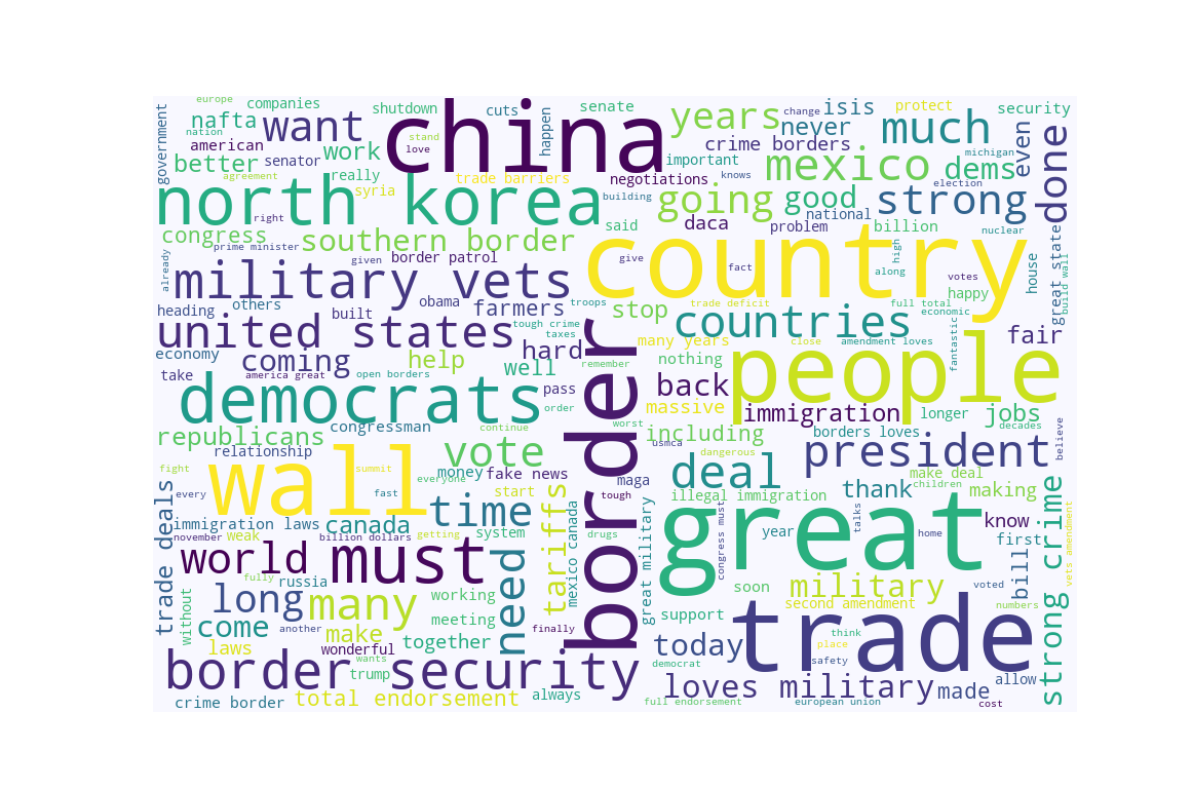 europe
companies
shutdown
cuts
senate
years
change
isis
protect
security
government
nafta
want
china
happen
never
much
nation
american
stand
love
crime borders
michigan
even
done
better
senator
work
important
mexico
dems
agreement
really
trade barriers
negotiations
knows
election
syria
building
going
good
strong
north korea
right
daca
national
said
problem
billion
nuclear
great state
congress
southern border
country
prime minister
already
given
border patrol
give
fact
along
high
votes
house
build wall
military vets
obama
farmers
troops
trade deficit
full total
happy
heading
others
built
stop
countries
economic
united states
tough crime
taxes
border
many years
close
amendment loves
fantastic
fair
economy
coming
help
hard
well
remember
nothing
people
take
america great
open borders
pass
back
democrats
order
massive
immigration
longer
jobs
congressman
continue
worst
decades
republicans
vote
including
borders loves
believe
relationship
usmca
president
wall
fight
summit
money
fake news
dangerous
deal
make deal
everyone
maga
children
trade deals
every
fast
time
start
tariffs
tough
illegal immigration
thank
making
strong crime
immigration laws
canada
system
mexico canada
great military
great
year
talks
know
november
weak
billion dollars
getting
drugs
congress must
home
first
vets amendment
world
must
need
fully
russia
soon
military
bill
voted
without
long
many
working
second amendment
numbers
come
another
make
meeting
finally
support
trade
laws
wonderful
together
today
think
place
border security
wants
trump
democrat
safety
allow
crime border
total endorsement
always
loves military
made
full endorsement
european union
cost